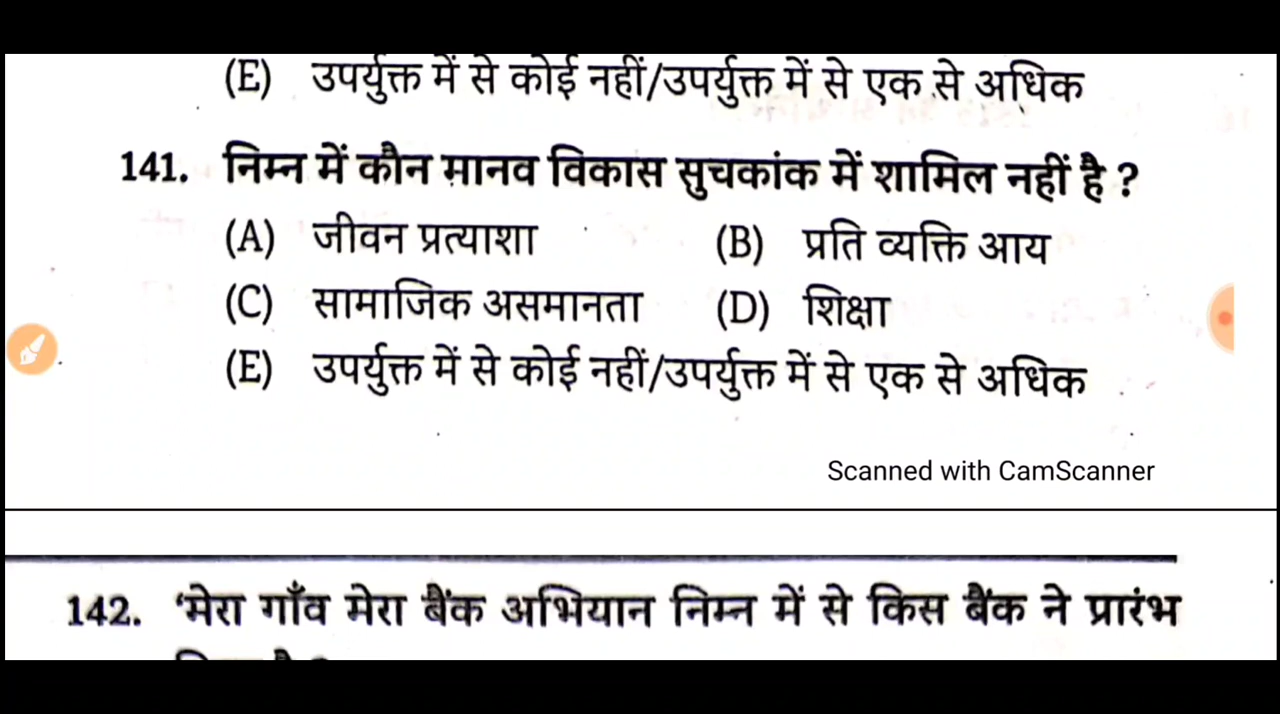 (E) उपर्युक्त में से कोई नहीं/उपर्युक्त में से एक से अधिक
141. निम्न में कौन मानव विकास सुचकांक में शामिल नहीं है ?
(A) जीवन प्रत्याशा (B) प्रति व्यक्ति आय
(C) सामाजिक असमानता (D) शिक्षा
(E) उपर्युक्त में से कोई नहीं/उपर्युक्त में से एक से अधिक
Scanned with CamScanner
142. ‘मेरा गाँव मेरा बैंक अभियान निम्न में से किस बैंक ने प्रारंभ